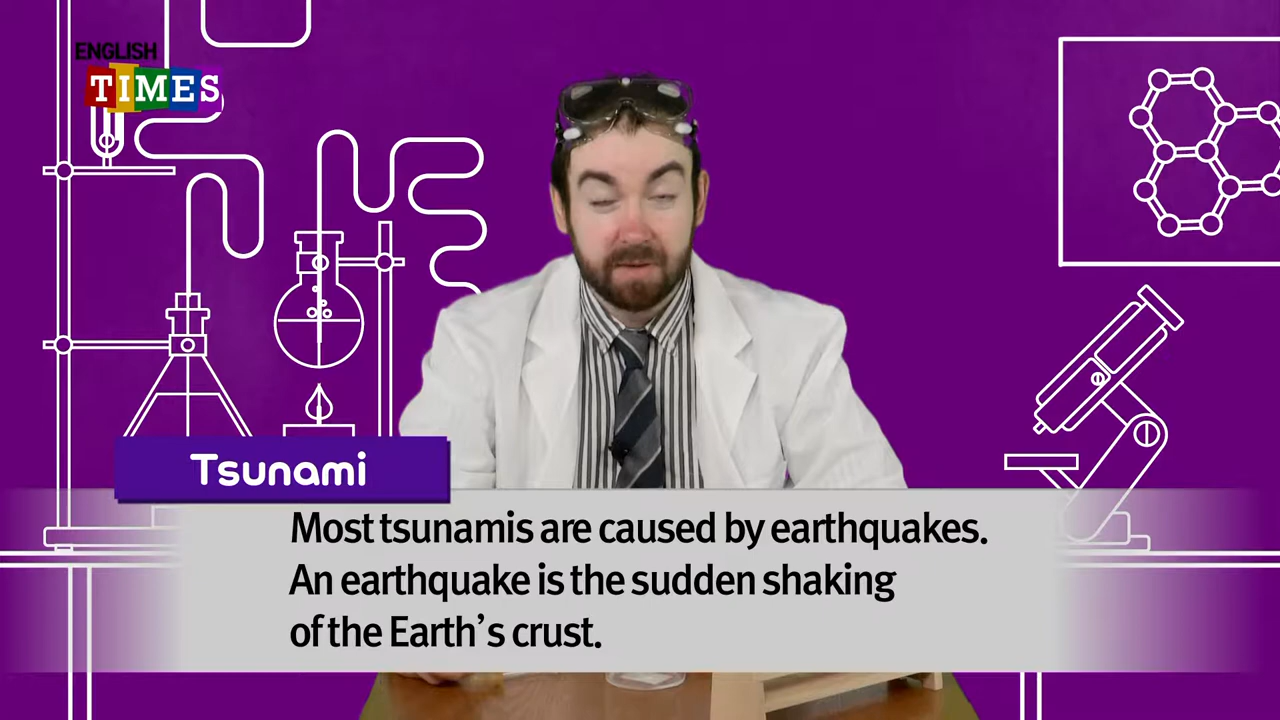 ENGLISH
TIMES
Tsunami
Most tsunamis are caused by earthquakes.
An earthquake is the sudden shaking
of the Earth's crust.